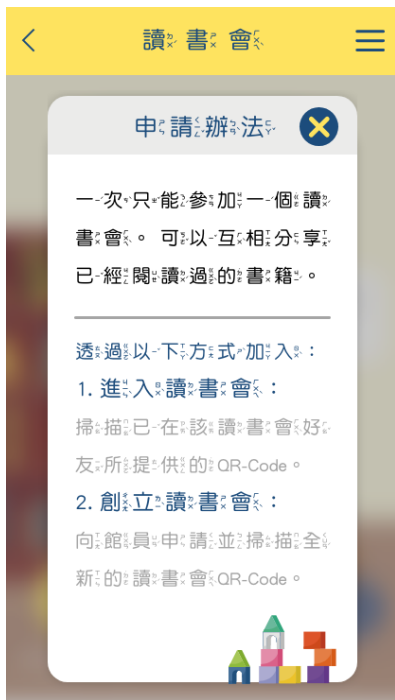 讀書會
申請辦法
一次只能參加一個讀
書會。可以互相分享
已經閱讀過的書籍。
透過以下方式加入：
1. 進入讀書會：
掃描已在該讀書會好
友所提供的QR-Code。
2. 創立讀書會：
向館員申請並掃描全
新的讀書會QR-Code。